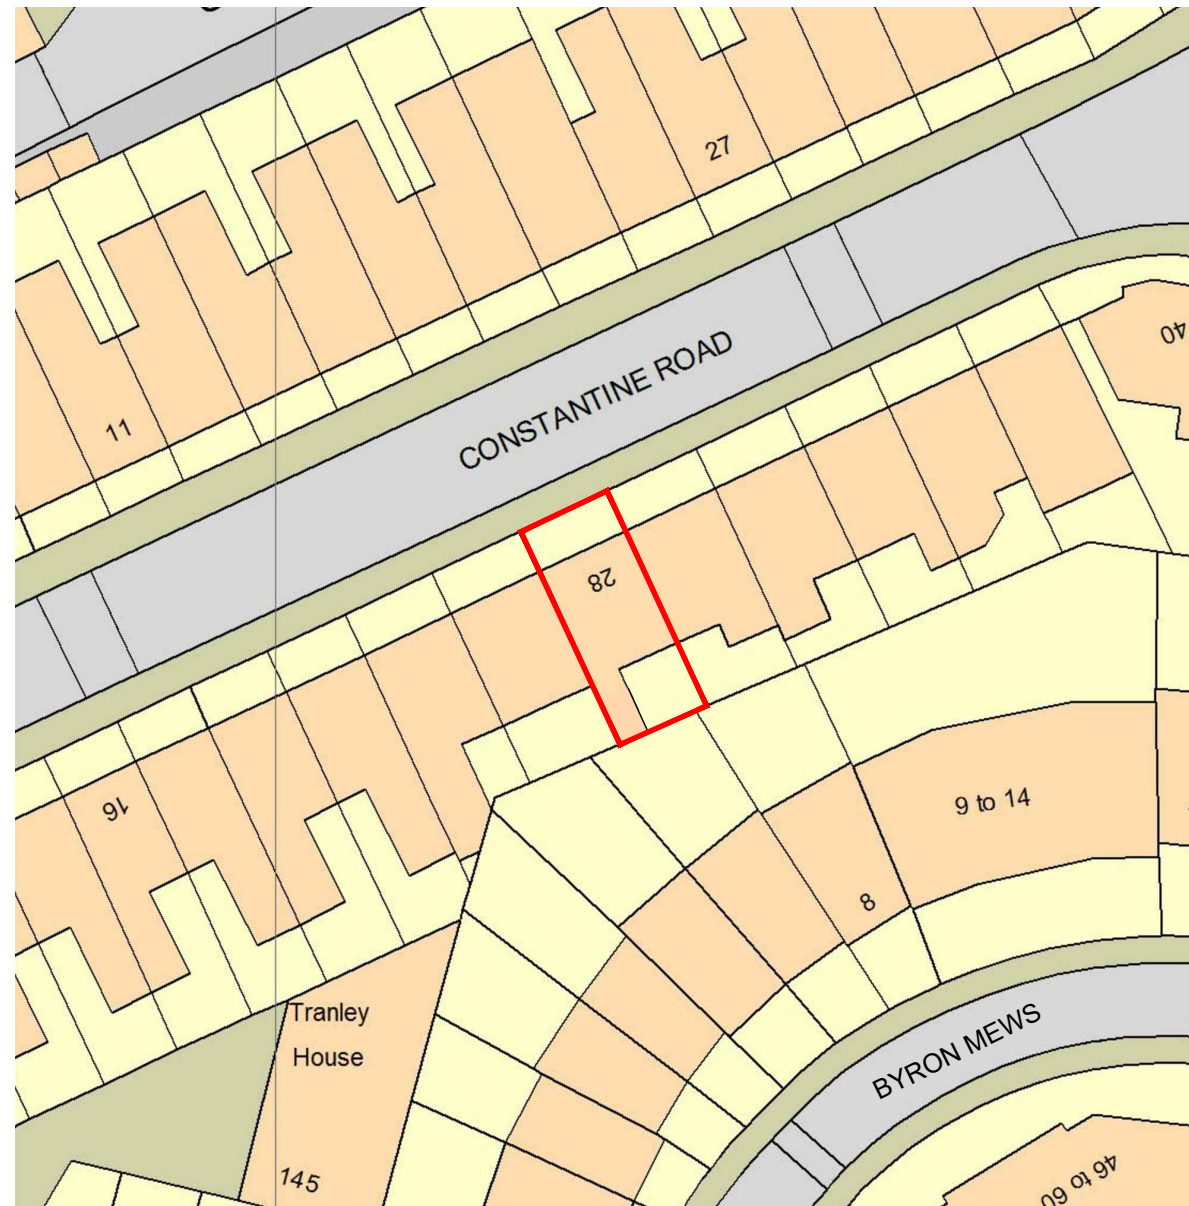 27
40
11
CONSTANTINE ROAD
28
16
9 to 14
8
Tranley
House
BYRON MEWS
145
46 to 60